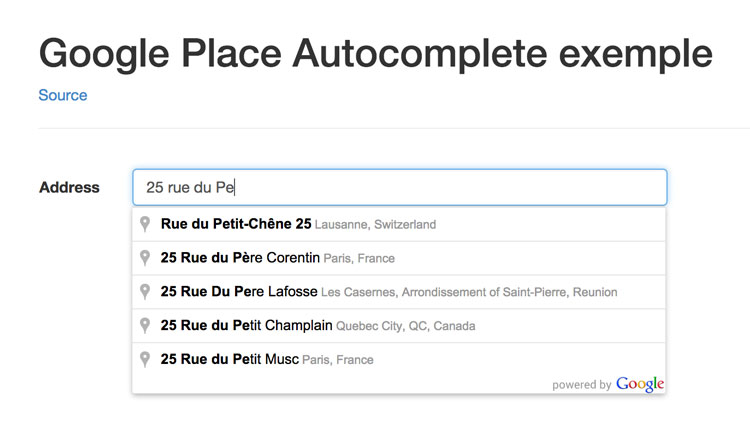 Google Place Autocomplete exemple
Source
Address 25 rue du Pe
Rue du Petit-Chêne 25 Lausanne, Switzerland
25 Rue du Père Corentin Paris, France
25 Rue Du Pere Lafosse Les Casernes, Arrondissement of Saint-Pierre, Reunion
25 Rue du Petit Champlain Quebec City, QC, Canada
25 Rue du Petit Musc Paris, France
powered by Google